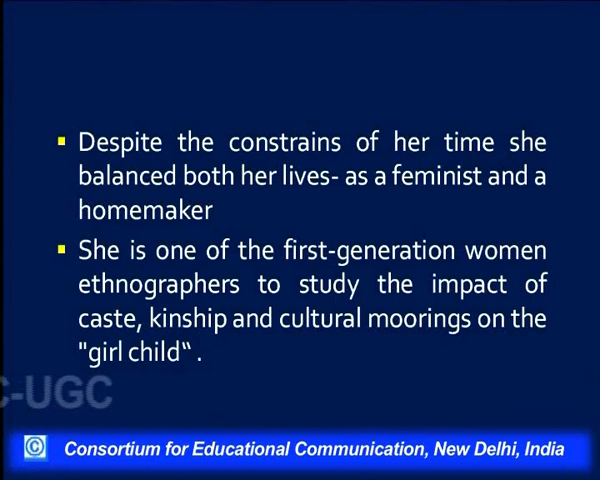 Despite the constrains of her time she
balanced both her lives- as a feminist and a
homemaker
She is one of the first-generation women
ethnographers to study the impact of
caste, kinship and cultural moorings on the
"girl child“ .
C-UGC
© Consortium for Educational Communication, New Delhi, India